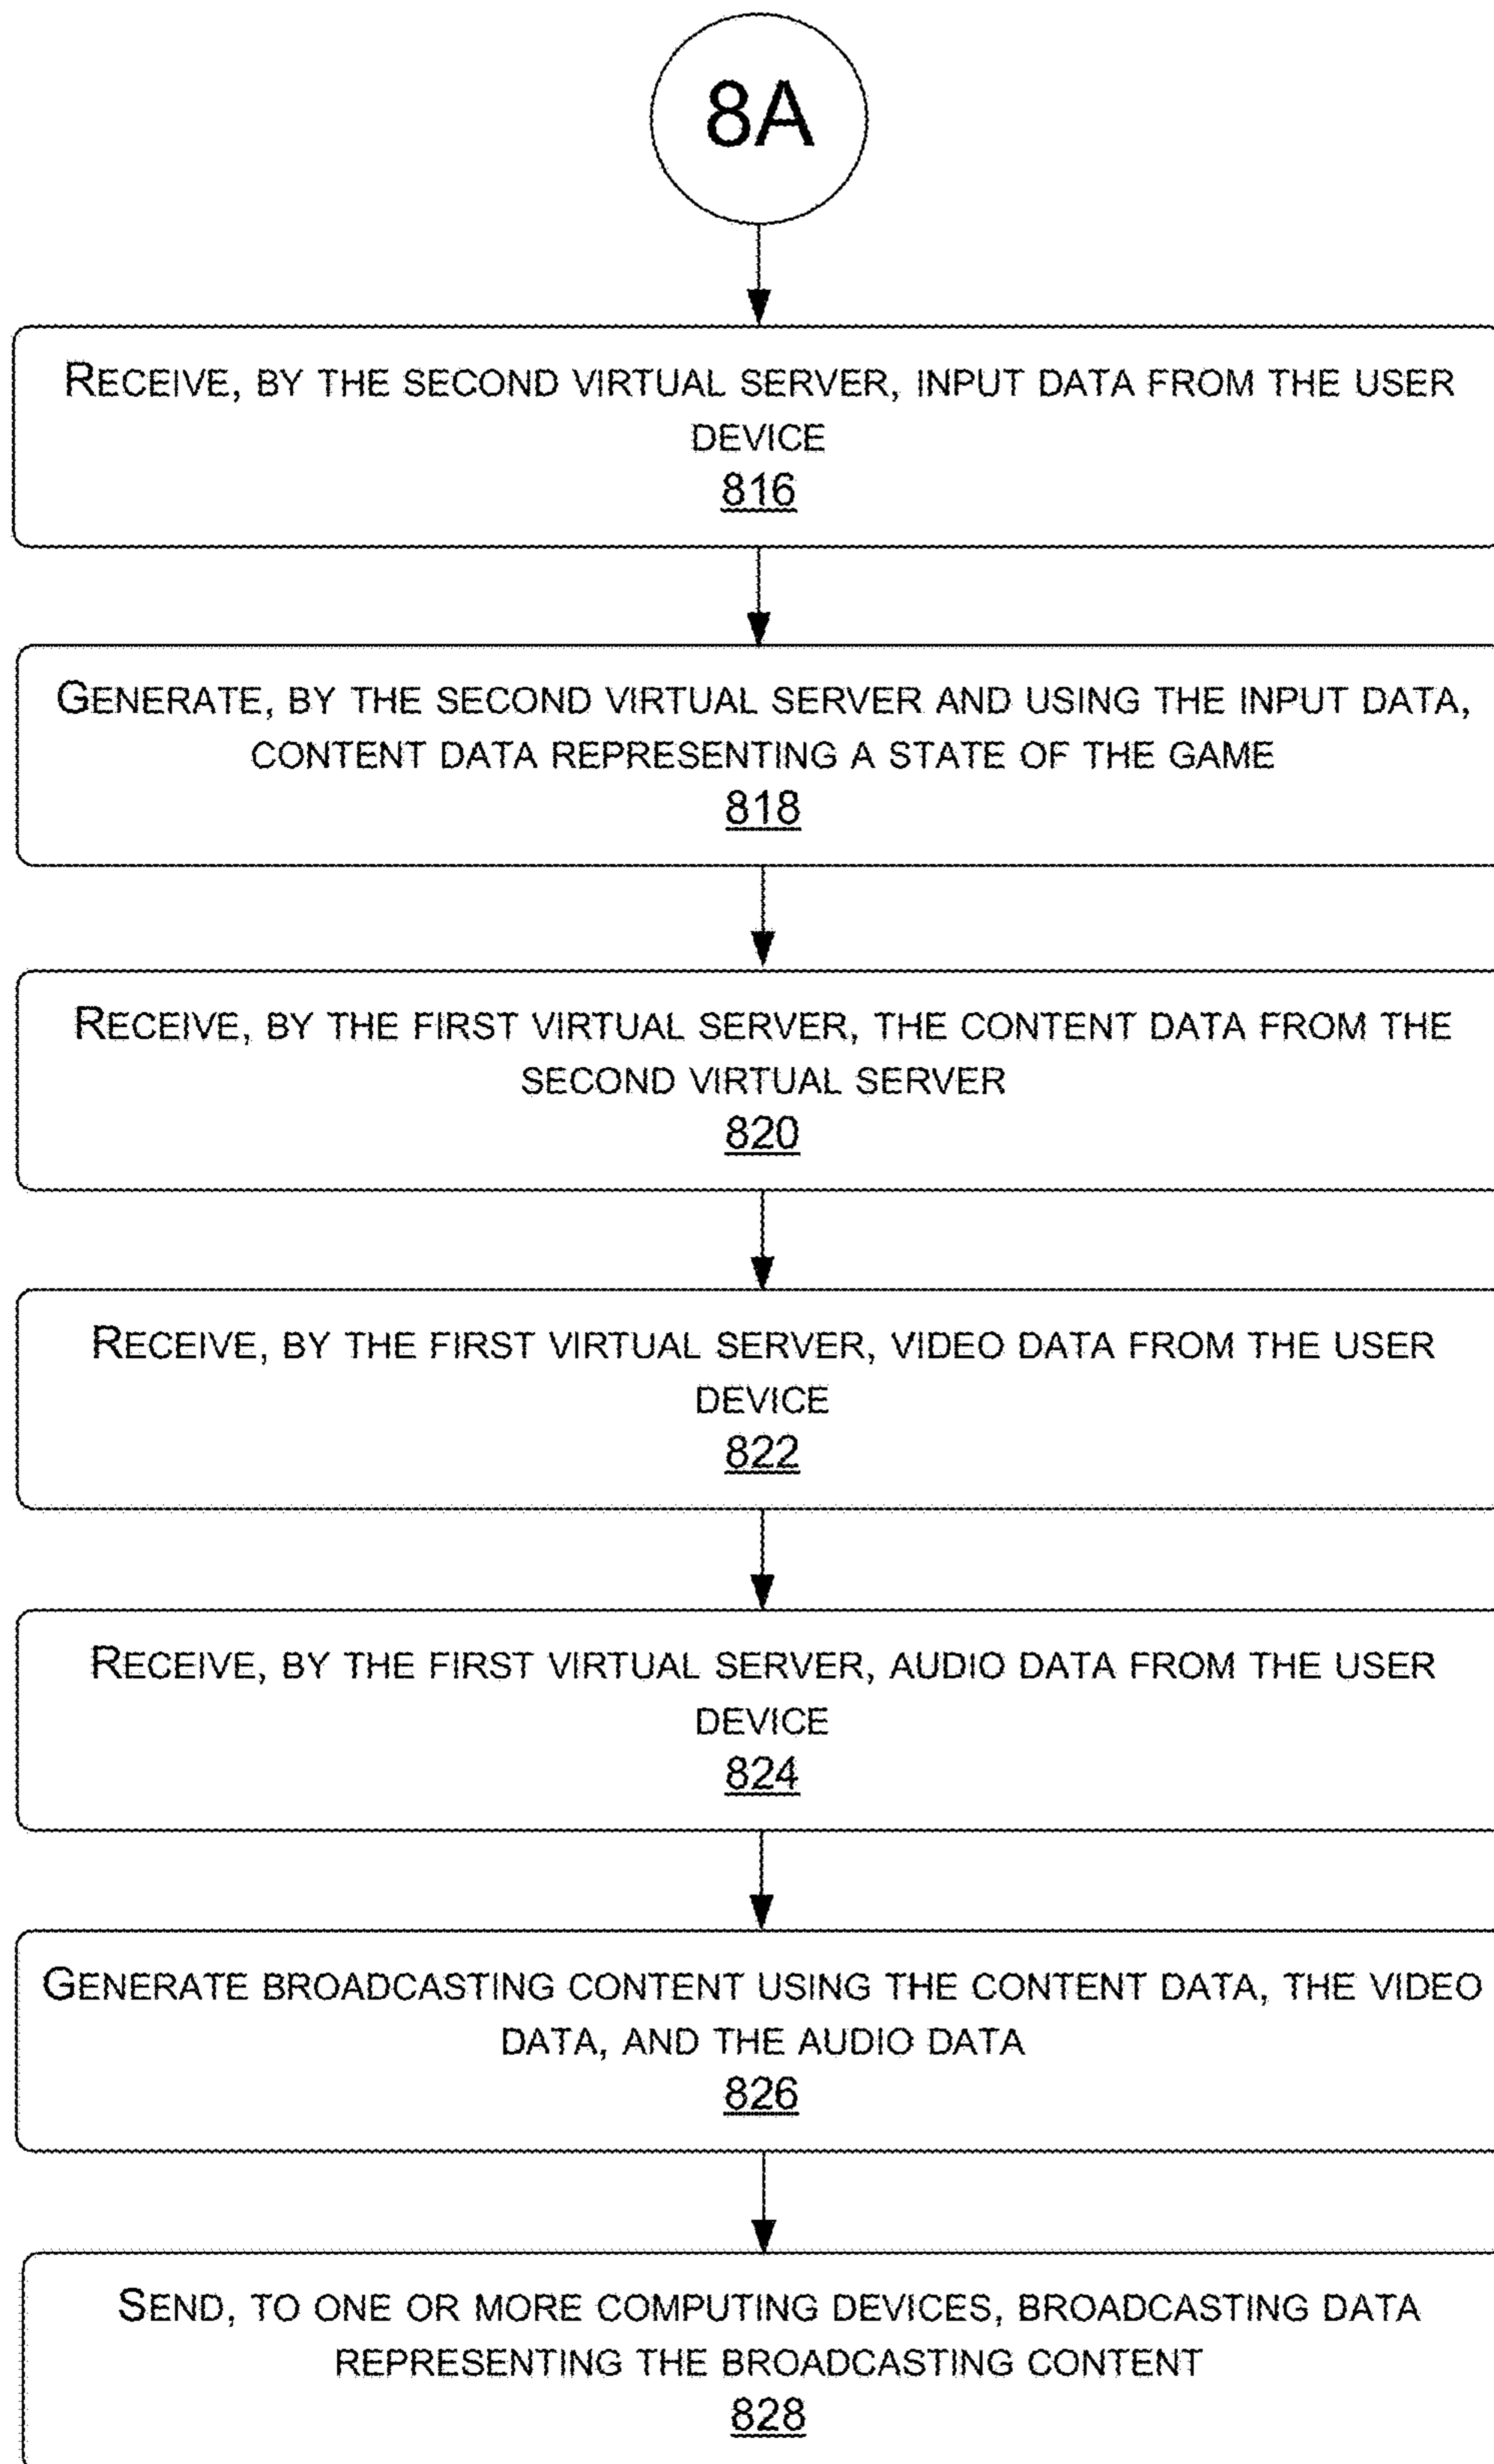 8A
RECEIVE, BY THE SECOND VIRTUAL SERVER, INPUT DATA FROM THE USER
DEVICE
816
GENERATE, BY THE SECOND VIRTUAL SERVER AND USING THE INPUT DATA,
CONTENT DATA REPRESENTING A STATE OF THE GAME
818
RECEIVE, BY THE FIRST VIRTUAL SERVER, THE CONTENT DATA FROM THE
SECOND VIRTUAL SERVER
820
RECEIVE, BY THE FIRST VIRTUAL SERVER, VIDEO DATA FROM THE USER
DEVICE
822
RECEIVE, BY THE FIRST VIRTUAL SERVER, AUDIO DATA FROM THE USER
DEVICE
824
GENERATE BROADCASTING CONTENT USING THE CONTENT DATA, THE VIDEO
DATA, AND THE AUDIO DATA
826
SEND, TO ONE OR MORE COMPUTING DEVICES, BROADCASTING DATA
REPRESENTING THE BROADCASTING CONTENT
828